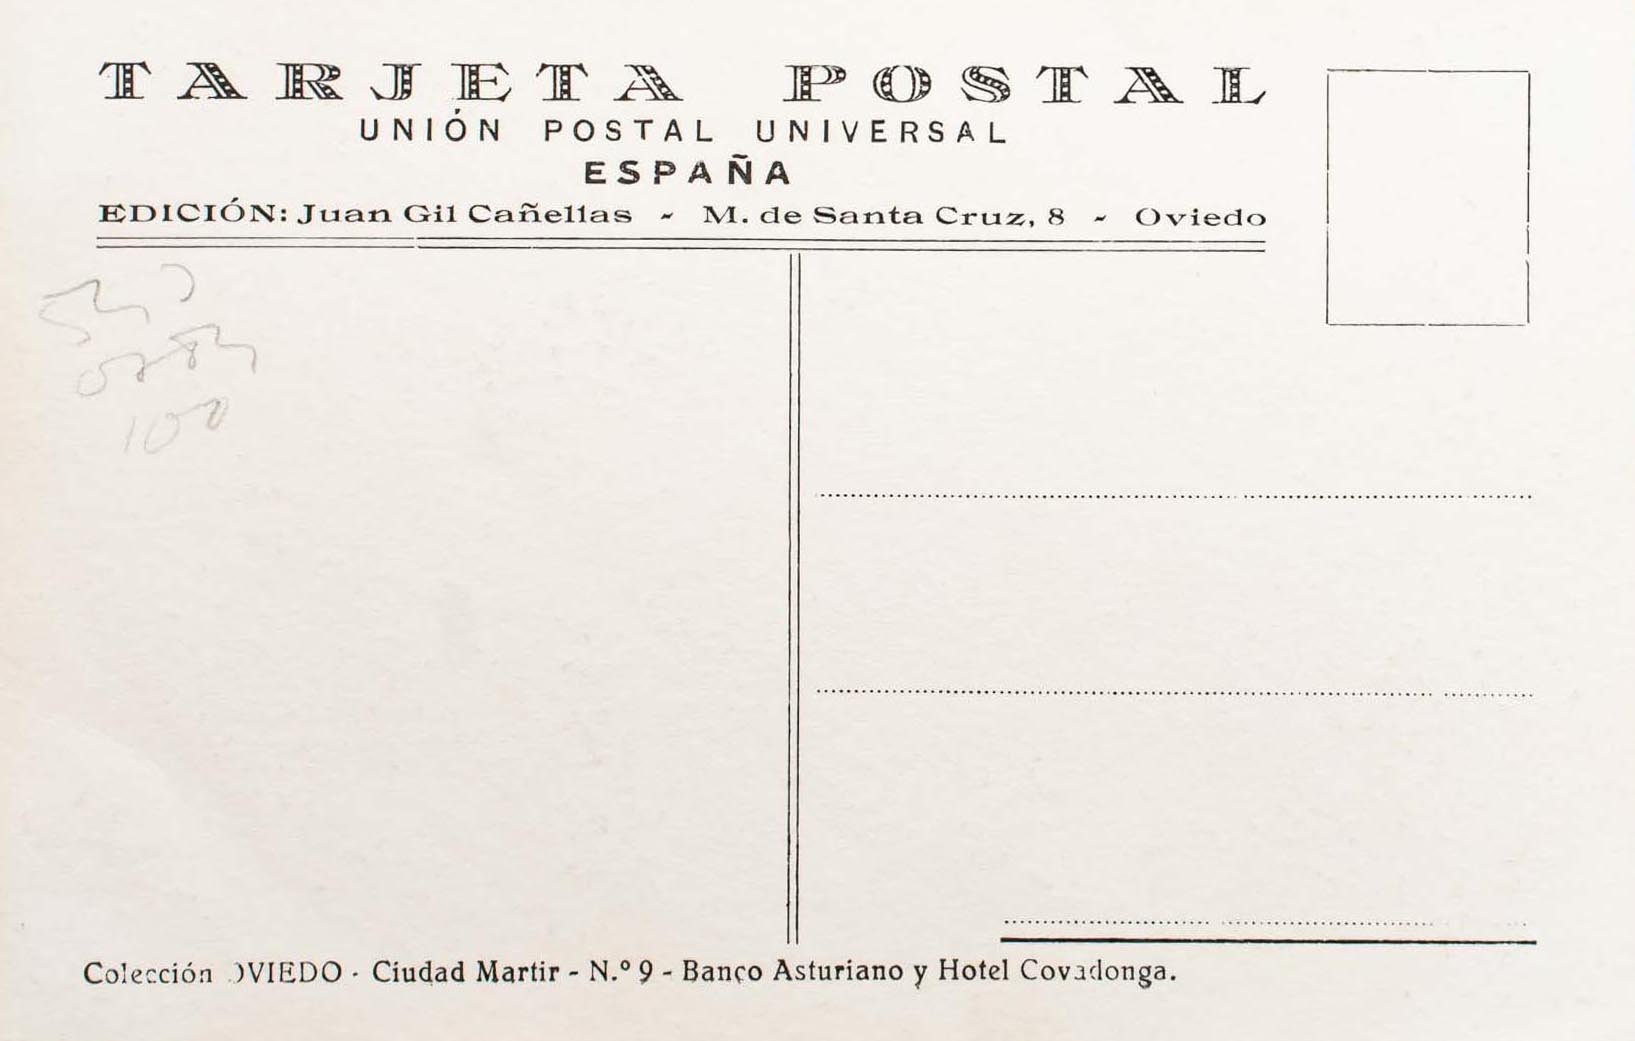 TARJETA POSTAL
UNIÓN POSTAL UNIVERSAL
ESPAÑA
EDICIÓN: Juan Gil Cañellas - M. de Santa Cruz, 8 - Oviedo
100
Colección OVIEDO - Ciudad Martir - N.º 9 - Banco Asturiano y Hotel Covadonga.